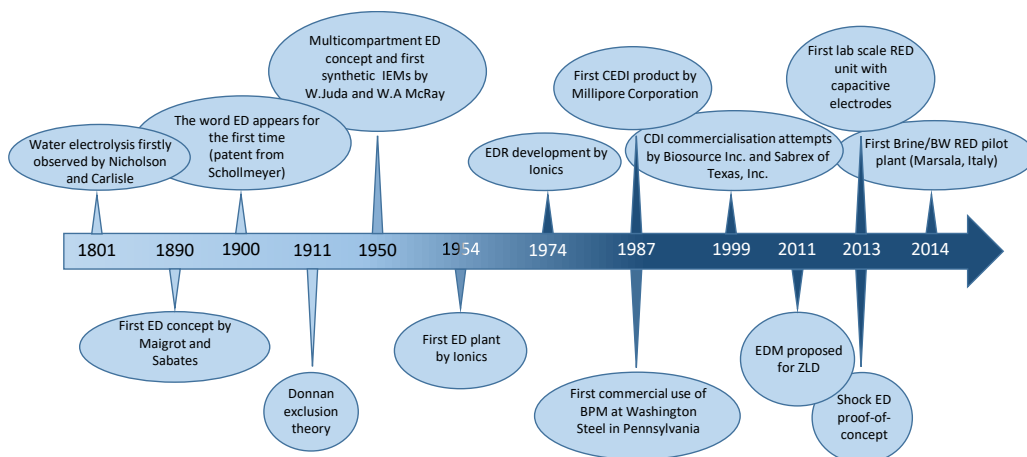 Multicompartment ED
concept and first
synthetic IEMs by
W.Juda and W.A McRay
First lab scale RED
unit with
capacitive
electrodes
First CEDI product by
Millipore Corporation
The word ED appears for
the first time
(patent from
Schollmeyer)
Water electrolysis firstly
observed by Nicholson
and Carlisle
EDR development by
Ionics
CDI commercialisation attempts
by Biosource Inc. and Sabrex of
Texas, Inc.
First Brine/BW RED pilot
plant (Marsala, Italy)
1801 1890 1900 1911 1950 1954 1974 1987 1999 2011 2013 2014
First ED concept by
Maigrot and
Sabates
First ED plant
by Ionics
EDM proposed
for ZLD
Donnan
exclusion
theory
First commercial use of
BPM at Washington
Steel in Pennsylvania
Shock ED
proof-of-
concept